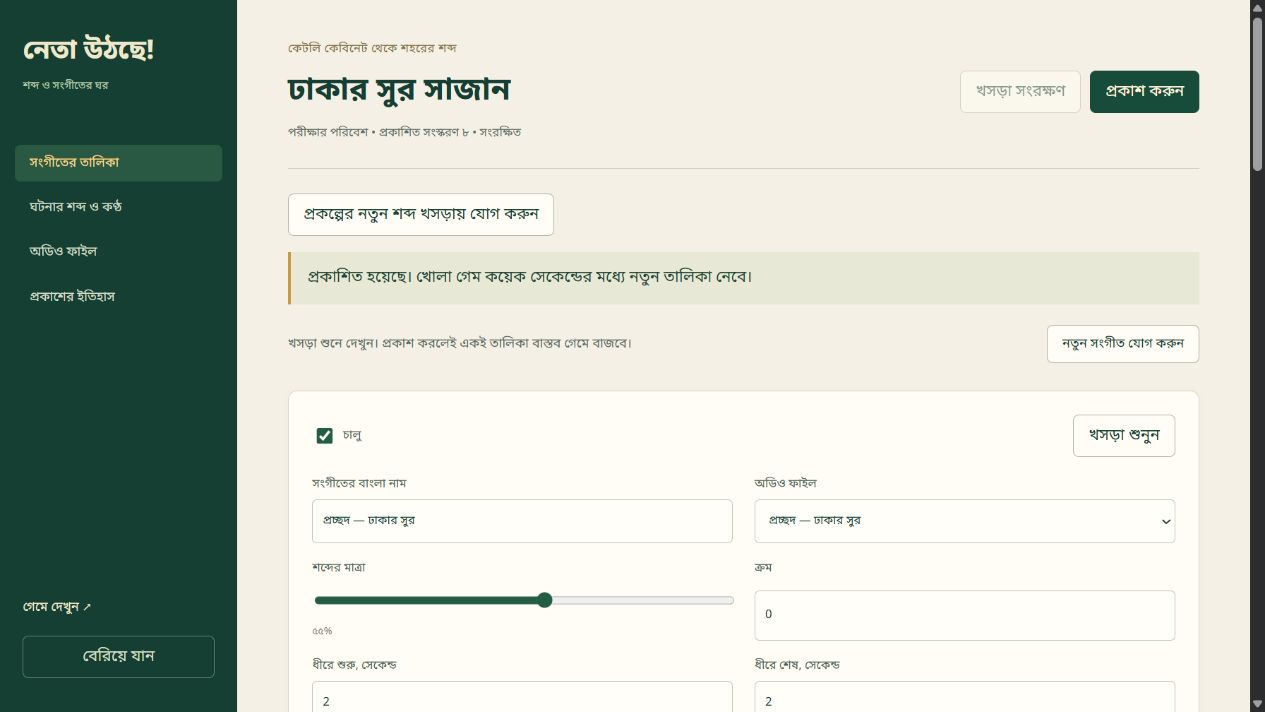 নেতা উঠছে!
শব্দ ও সংগীতের ঘর
সংগীতের তালিকা
ঘটনার শব্দ ও কণ্ঠ
অডিও ফাইল
প্রকাশের ইতিহাস
গেমে দেখুন ↗
বেরিয়ে যান
কেটলি কেবিনেট থেকে শহরের শব্দ
ঢাকার সুর সাজান
খসড়া সংরক্ষণ
প্রকাশ করুন
পরীক্ষার পরিবেশ • প্রকাশিত সংস্করণ ৮ • সংরক্ষিত
প্রকল্পের নতুন শব্দ খসড়ায় যোগ করুন
প্রকাশিত হয়েছে। খোলা গেম কয়েক সেকেন্ডের মধ্যে নতুন তালিকা নেবে।
খসড়া শুনে দেখুন। প্রকাশ করলেই একই তালিকা বাস্তব গেমে বাজবে।
নতুন সংগীত যোগ করুন
চালু
খসড়া শুনুন
সংগীতের বাংলা নাম
অডিও ফাইল
প্রচ্ছদ — ঢাকার সুর
প্রচ্ছদ — ঢাকার সুর
শব্দের মাত্রা
ক্রম
0
৫৫%
ধীরে শুরু, সেকেন্ড
ধীরে শেষ, সেকেন্ড
2
2